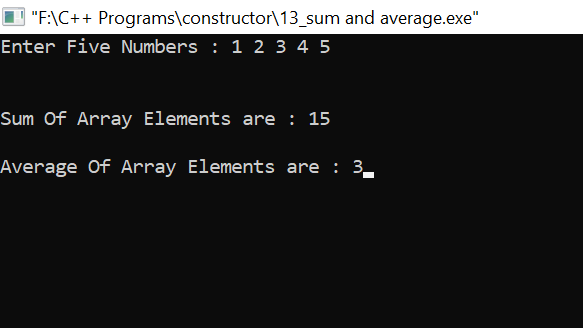 "F:\C++ Programs\constructor\13_sum and average.exe"
Enter Five Numbers : 1 2 3 4 5
Sum Of Array Elements are : 15
Average Of Array Elements are : 3